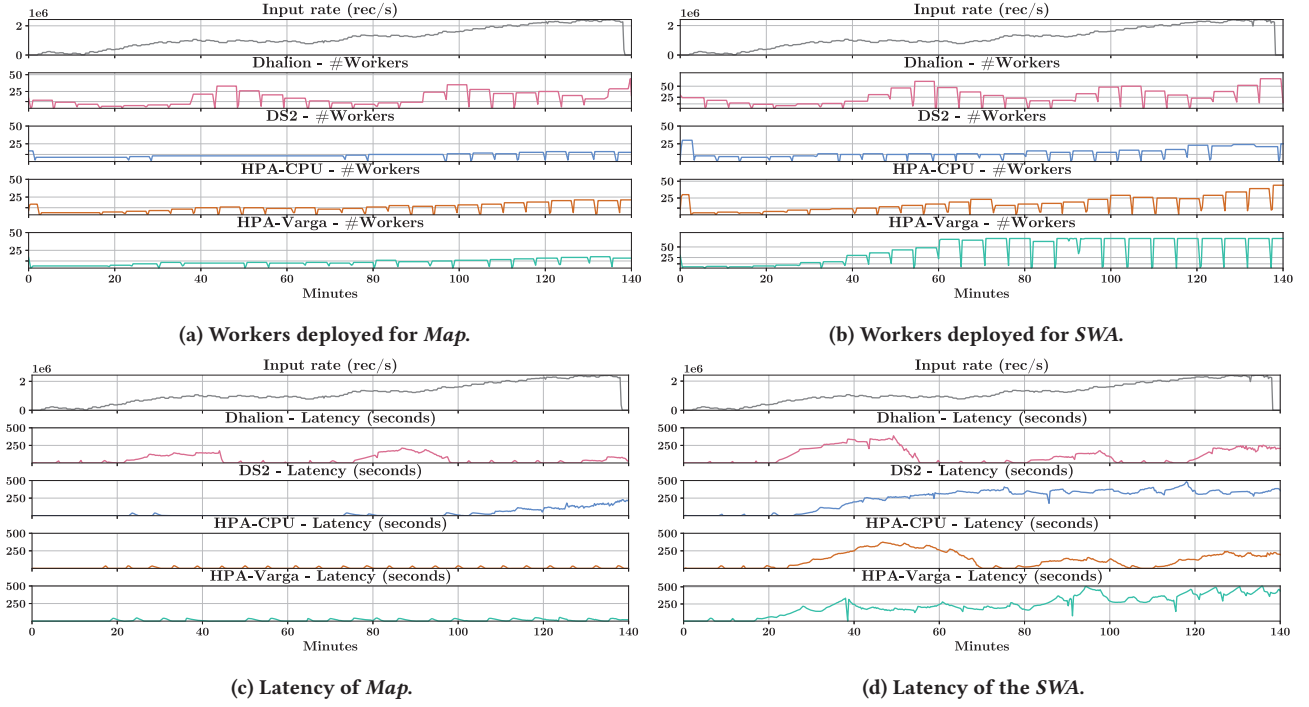 Input rate (rec/s)
1e6
2
0
Dhalion - #Workers
50
25
DS2 - #Workers
50
25
HPA-CPU - #Workers
50
25
HPA-Varga - #Workers
50
25
0 20 40 60 80 100 120 140
Minutes
(a) Workers deployed for Map.
Input rate (rec/s)
1e6
2
0
Dhalion - #Workers
50
25
DS2 - #Workers
50
25
HPA-CPU - #Workers
50
25
HPA-Varga - #Workers
50
25
0 20 40 60 80 100 120 140
Minutes
(b) Workers deployed for SWA.
Input rate (rec/s)
1e6
2
0
Dhalion - Latency (seconds)
500
250
DS2 - Latency (seconds)
500
250
HPA-CPU - Latency (seconds)
500
250
HPA-Varga - Latency (seconds)
500
250
0 20 40 60 80 100 120 140
Minutes
(c) Latency of Map.
Input rate (rec/s)
1e6
2
0
Dhalion - Latency (seconds)
500
250
DS2 - Latency (seconds)
500
250
HPA-CPU - Latency (seconds)
500
250
HPA-Varga - Latency (seconds)
500
250
0 20 40 60 80 100 120 140
Minutes
(d) Latency of the SWA.